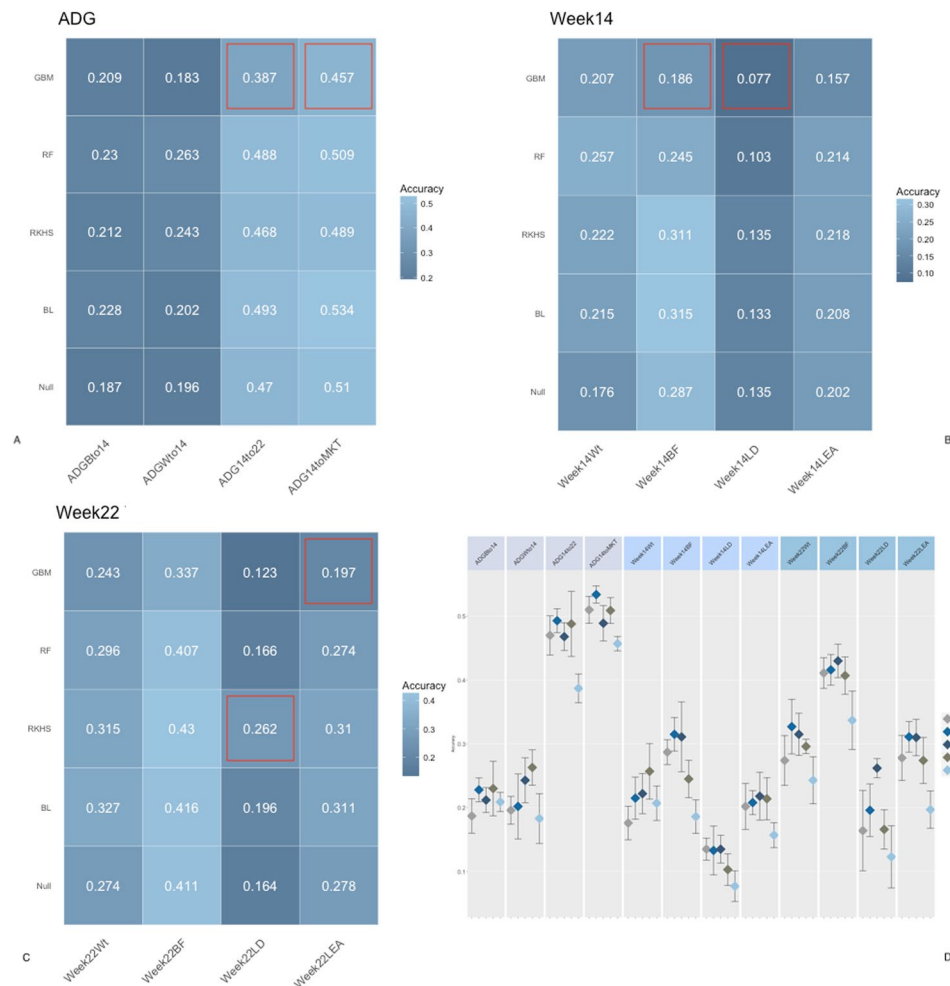 ADG
GBM 0.209 0.183 0.387 0.457
RF 0.23 0.263 0.488 0.509
RKHS 0.212 0.243 0.468 0.489
BL 0.228 0.202 0.493 0.534
Null 0.187 0.196 0.47 0.51
ADGBto14 ADGWto14 ADG14to22 ADG14toMKT
Accuracy
0.5
0.4
0.3
0.2
A
Week14
GBM 0.207 0.186 0.077 0.157
RF 0.257 0.245 0.103 0.214
RKHS 0.222 0.311 0.135 0.218
BL 0.215 0.315 0.133 0.208
Null 0.176 0.287 0.135 0.202
Week14Wt Week14BF Week14LD Week14LEA
Accuracy
0.30
0.25
0.20
0.15
0.10
B
Week22
GBM 0.243 0.337 0.123 0.197
RF 0.296 0.407 0.166 0.274
RKHS 0.315 0.43 0.262 0.31
BL 0.327 0.416 0.196 0.311
Null 0.274 0.411 0.164 0.278
Week22Wt Week22BF Week22LD Week22LEA
Accuracy
0.4
0.3
0.2
C
ADGBto14 ADGWto14 ADG14to22 ADG14toMKT Week14Wt Week14BF Week14LD Week14LEA Week22Wt Week22BF Week22LD Week22LEA
0.5
0.4
0.3
0.2
0.1
Accuracy
D